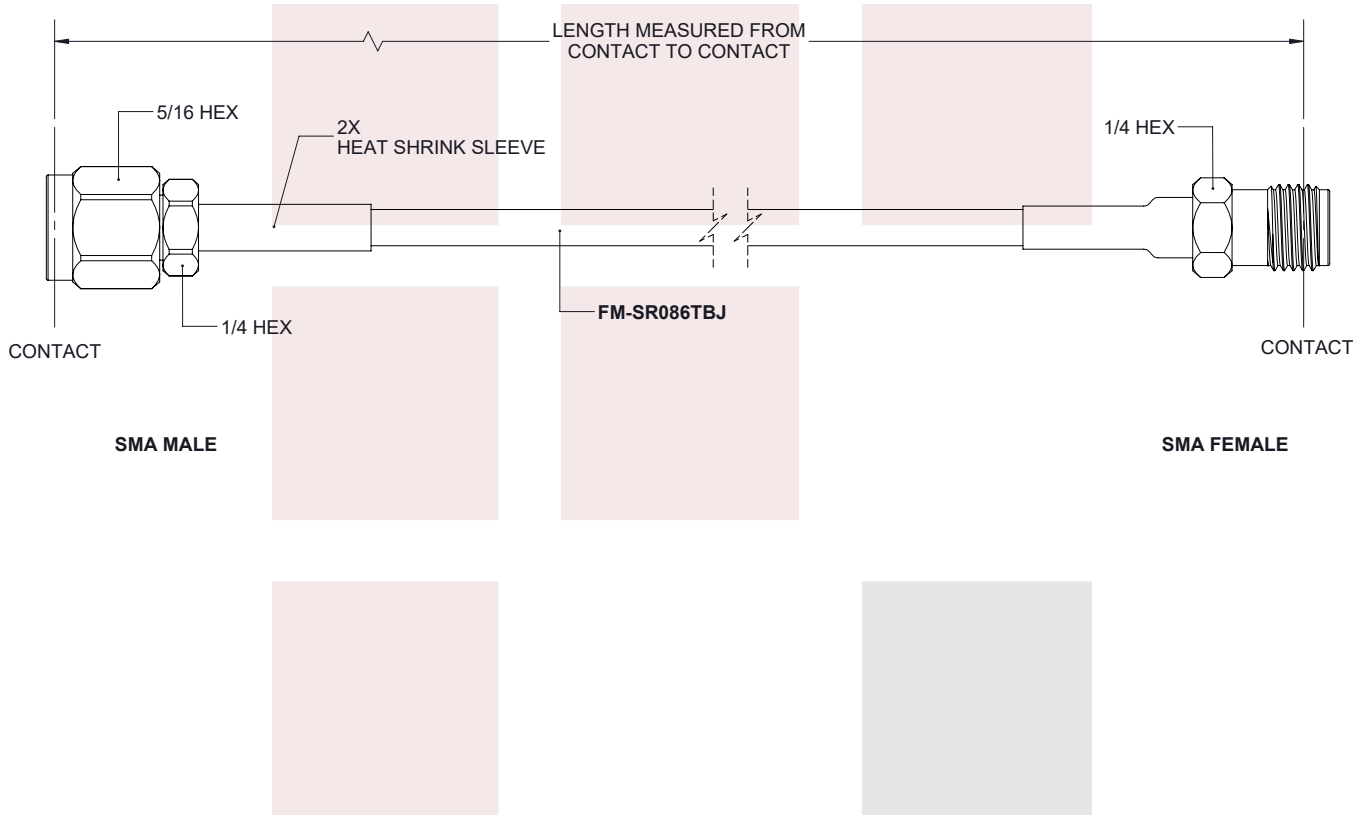 LENGTH MEASURED FROM
CONTACT TO CONTACT
5/16 HEX
2X
HEAT SHRINK SLEEVE
1/4 HEX
FM-SR086TBJ
1/4 HEX
CONTACT
CONTACT
SMA MALE
SMA FEMALE